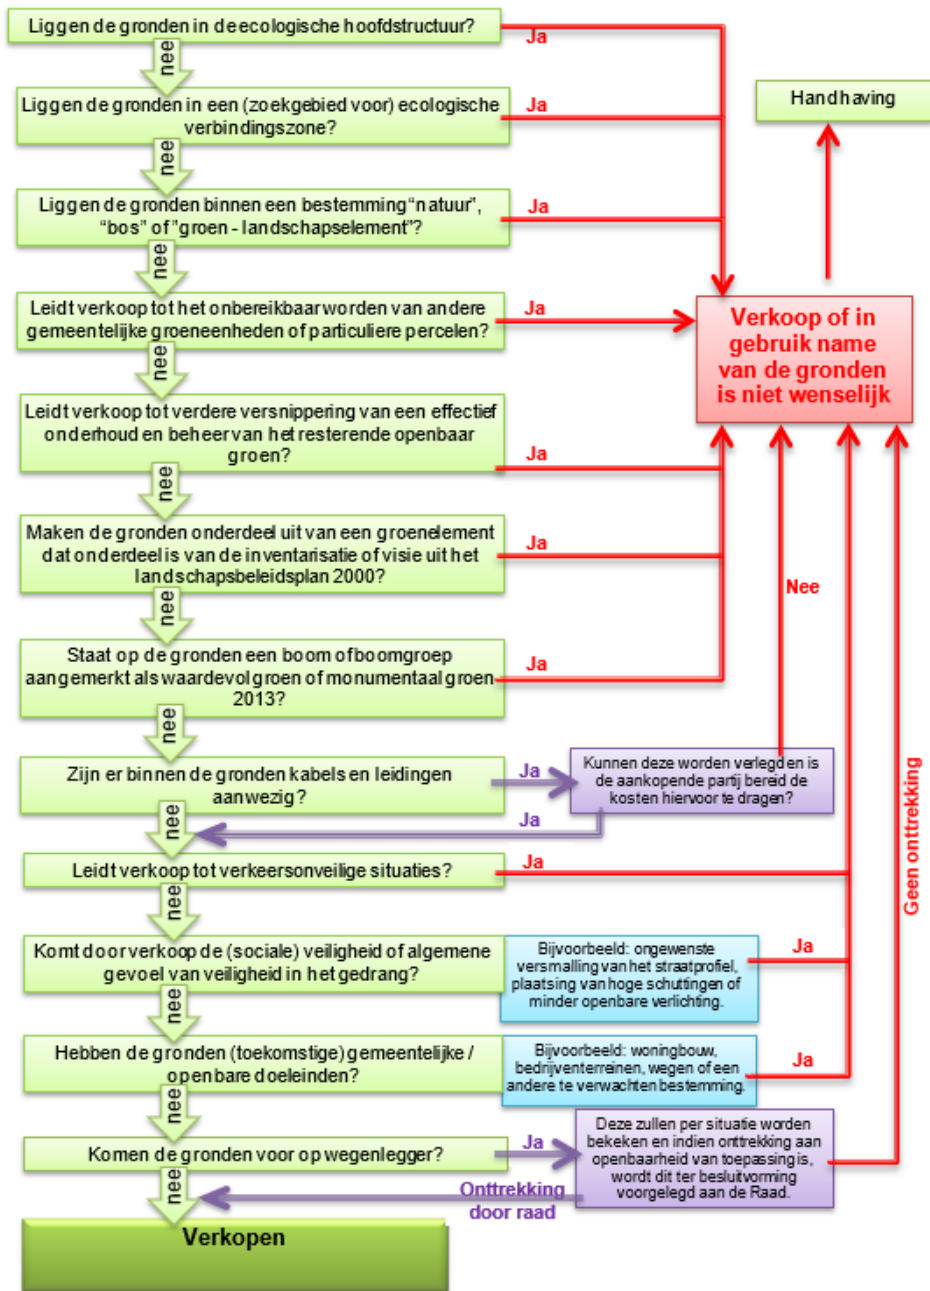 Liggen de gronden in de ecologische hoofdstructuur?
Ja
nee
Liggen de gronden in een (zoekgebied voor) ecologische
verbindingszone?
Ja
Handhaving
nee
Liggen de gronden binnen een bestemming "natuur",
"bos" of "groen - landschapselement"?
Ja
nee
Leidt verkoop tot het onbereikbaar worden van andere
gemeentelijke groeneenheden of particuliere percelen?
Ja
Verkoop of in
gebruik name
van de gronden
is niet wenselijk
nee
Leidt verkoop tot verdere versnippering van een effectief
onderhoud en beheer van het resterende openbaar
groen?
Ja
nee
Maken de gronden onderdeel uit van een groenelement
dat onderdeel is van de inventarisatie of visie uit het
landschapsbeleidsplan 2000?
Ja
Nee
nee
Staat op de gronden een boom of boomgroep
aangemerkt als waardevol groen of monumentaal groen
2013?
Ja
nee
Zijn er binnen de gronden kabels en leidingen
aanwezig?
Ja
Kunnen deze worden verlegd en is
de aankopende partij bereid de
kosten hiervoor te dragen?
Ja
nee
Leidt verkoop tot verkeersonveilige situaties?
Ja
Geen onttrekking
nee
Komt door verkoop de (sociale) veiligheid of algemene
gevoel van veiligheid in het gedrang?
Bijvoorbeeld: ongewenste
versmalling van het straatprofiel,
plaatsing van hoge schuttingen of
minder openbare verlichting.
Ja
nee
Hebben de gronden (toekomstige) gemeentelijke /
openbare doeleinden?
Bijvoorbeeld: woningbouw,
bedrijventerreinen, wegen of een
andere te verwachten bestemming.
Ja
nee
Komen de gronden voor op wegenlegger?
Ja
Deze zullen per situatie worden
bekeken en indien onttrekking aan
openbaarheid van toepassing is,
wordt dit ter besluitvorming
voorgelegd aan de Raad.
nee
Onttrekking
door raad
Verkopen